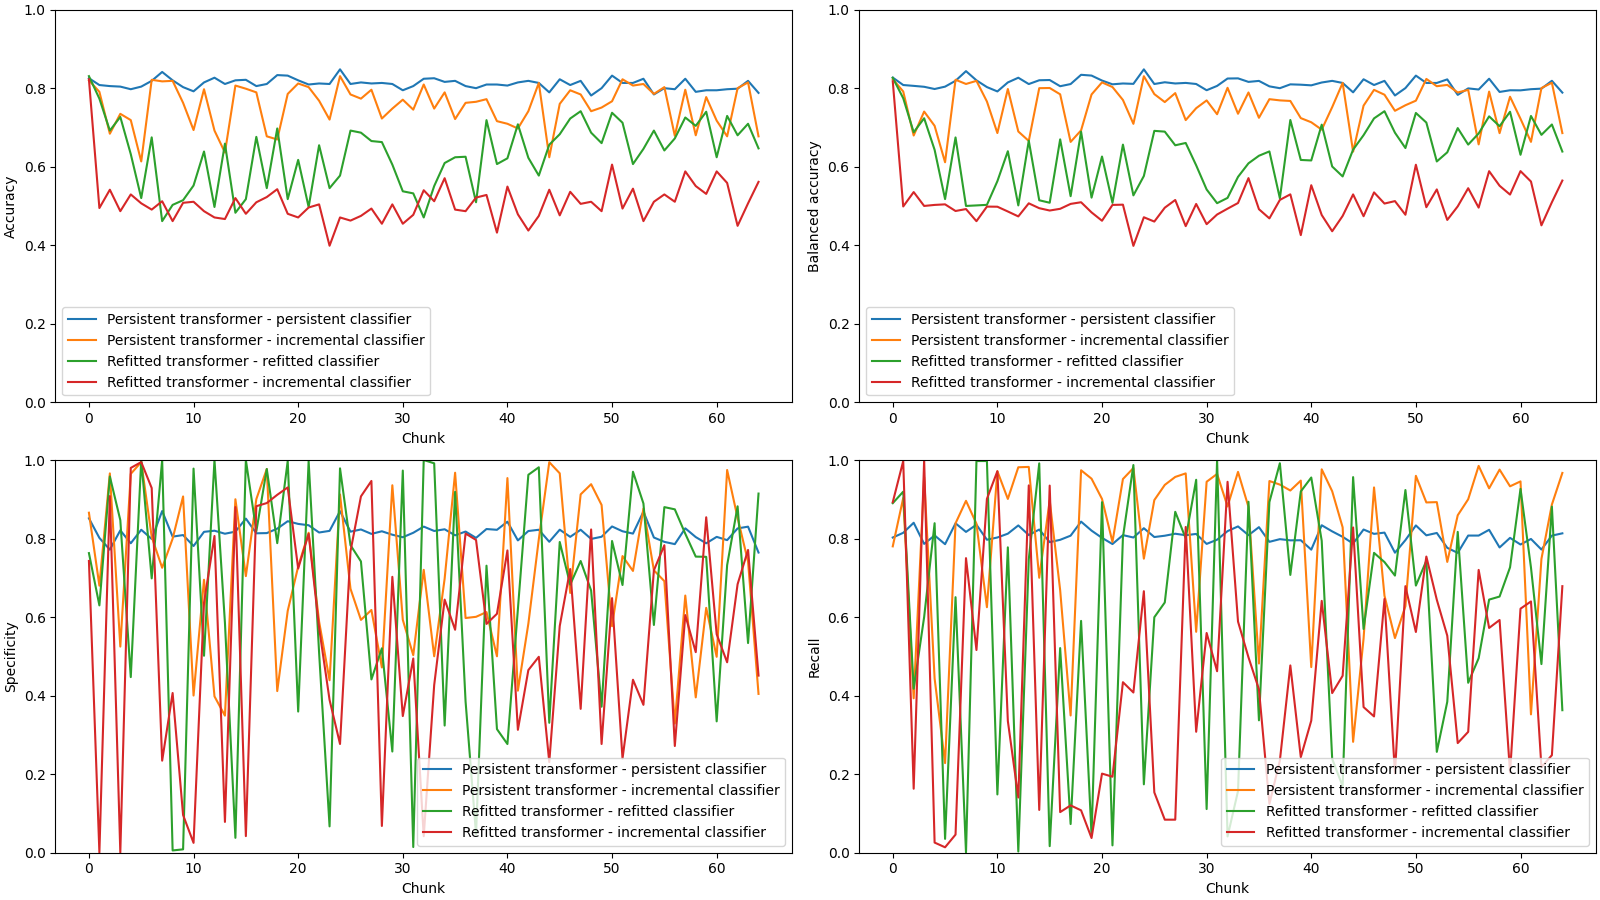 1.0
0.8
0.6
0.4
0.2
0.0
Accuracy
Persistent transformer - persistent classifier
Persistent transformer - incremental classifier
Refitted transformer - refitted classifier
Refitted transformer - incremental classifier
0 10 20 30 40 50 60
Chunk
1.0
0.8
0.6
0.4
0.2
0.0
Balanced accuracy
Persistent transformer - persistent classifier
Persistent transformer - incremental classifier
Refitted transformer - refitted classifier
Refitted transformer - incremental classifier
0 10 20 30 40 50 60
Chunk
1.0
0.8
0.6
0.4
0.2
0.0
Specificity
Persistent transformer - persistent classifier
Persistent transformer - incremental classifier
Refitted transformer - refitted classifier
Refitted transformer - incremental classifier
0 10 20 30 40 50 60
Chunk
1.0
0.8
0.6
0.4
0.2
0.0
Recall
Persistent transformer - persistent classifier
Persistent transformer - incremental classifier
Refitted transformer - refitted classifier
Refitted transformer - incremental classifier
0 10 20 30 40 50 60
Chunk